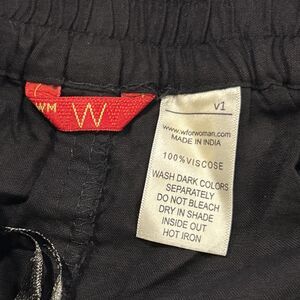 WM
W
V1
www.wforwoman.com
MADE IN INDIA
100%VISCOSE
WASH DARK COLORS
SEPARATELY
DO NOT BLEACH
DRY IN SHADE
INSIDE OUT
HOT IRON